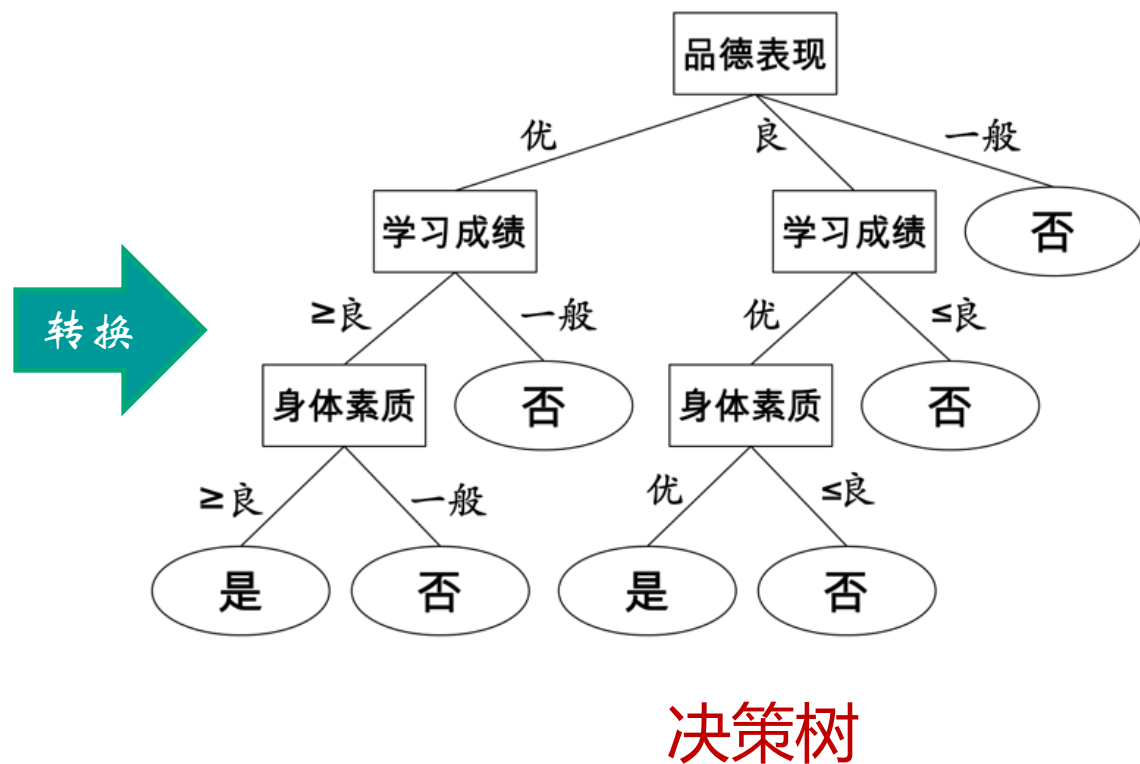 品德表现
优
良
一般
学习成绩
学习成绩
否
转换
≥良
一般
优
≤良
身体素质
否
身体素质
否
≥良
一般
优
≤良
是
否
是
否
决策树